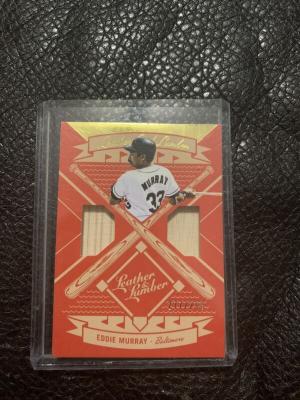 MURRAY
33
Leather
&
Lumber
EDDIE MURRAY - Baltimore